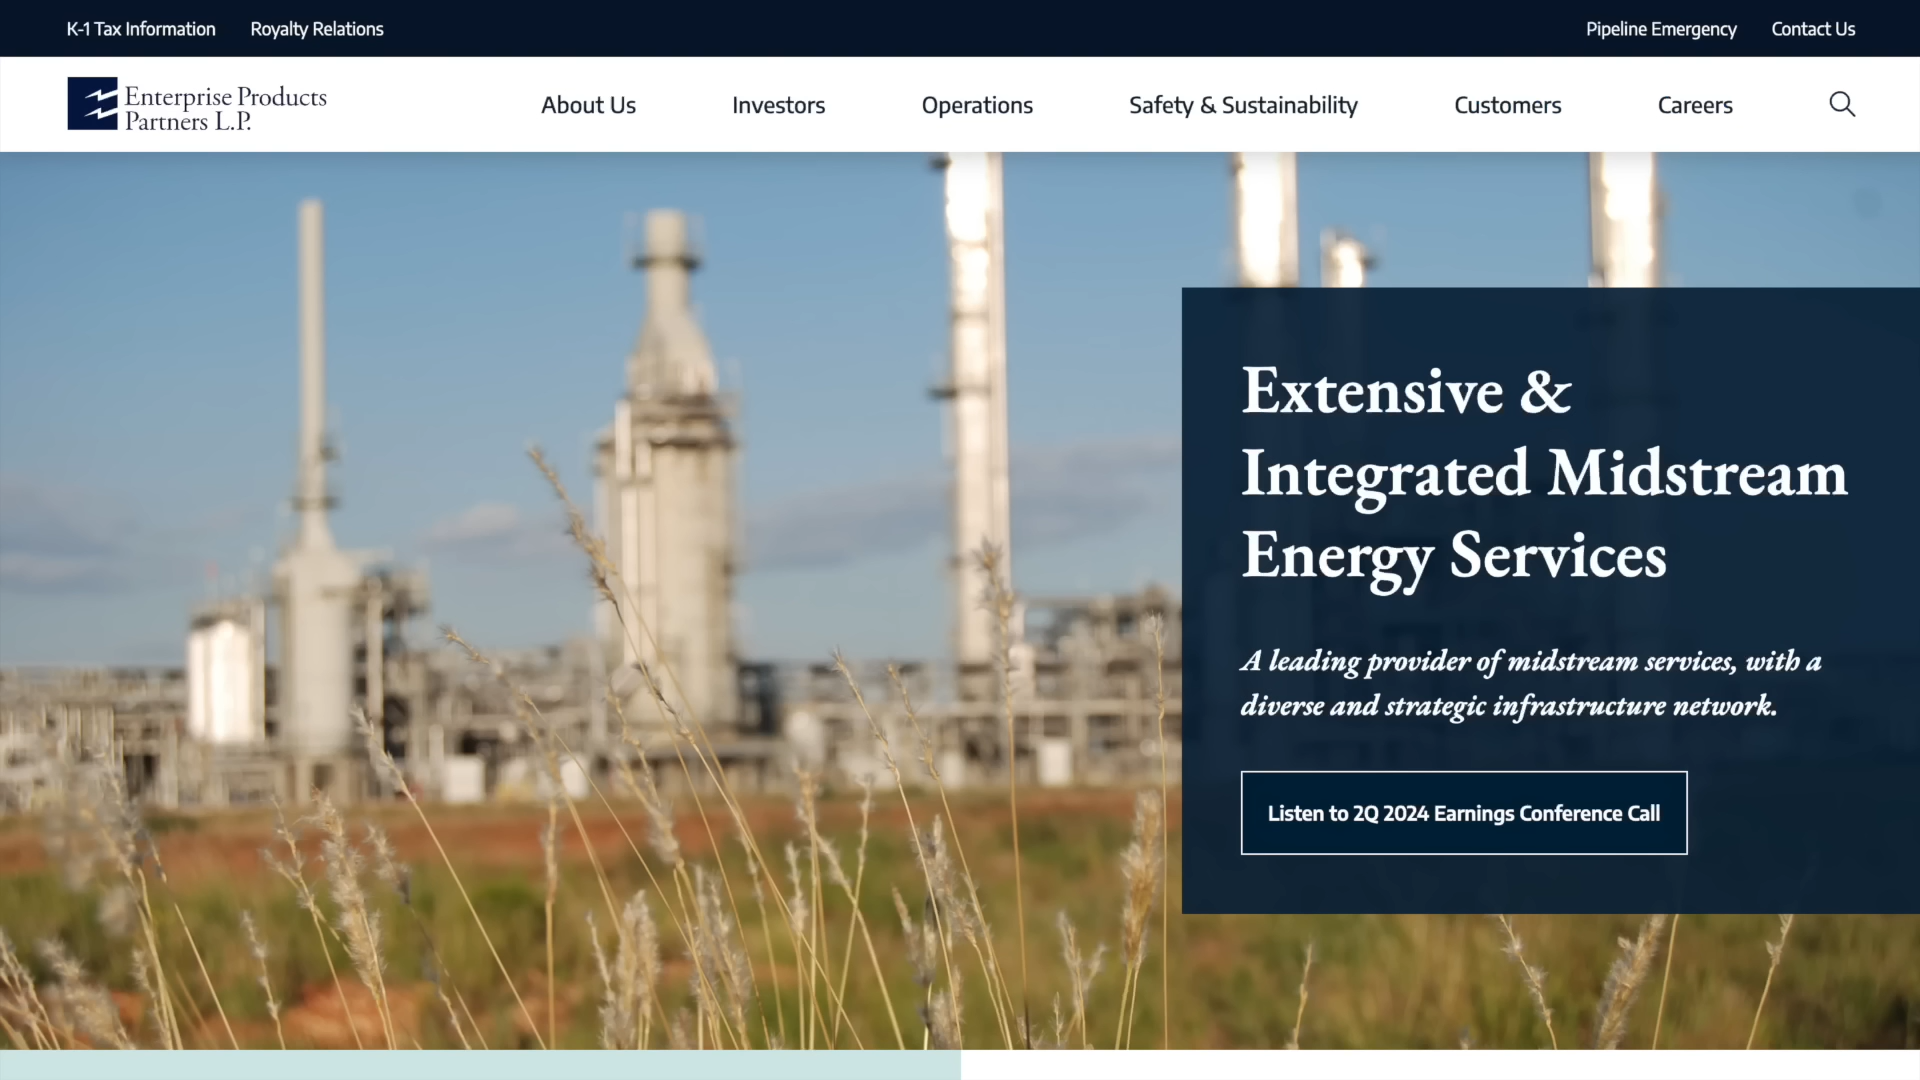 K-1 Tax Information
Royalty Relations
Pipeline Emergency
Contact Us
Enterprise Products
Partners L.P.
About Us
Investors
Operations
Safety & Sustainability
Customers
Careers
Extensive &
Integrated Midstream
Energy Services
A leading provider of midstream services, with a
diverse and strategic infrastructure network.
Listen to 2Q 2024 Earnings Conference Call